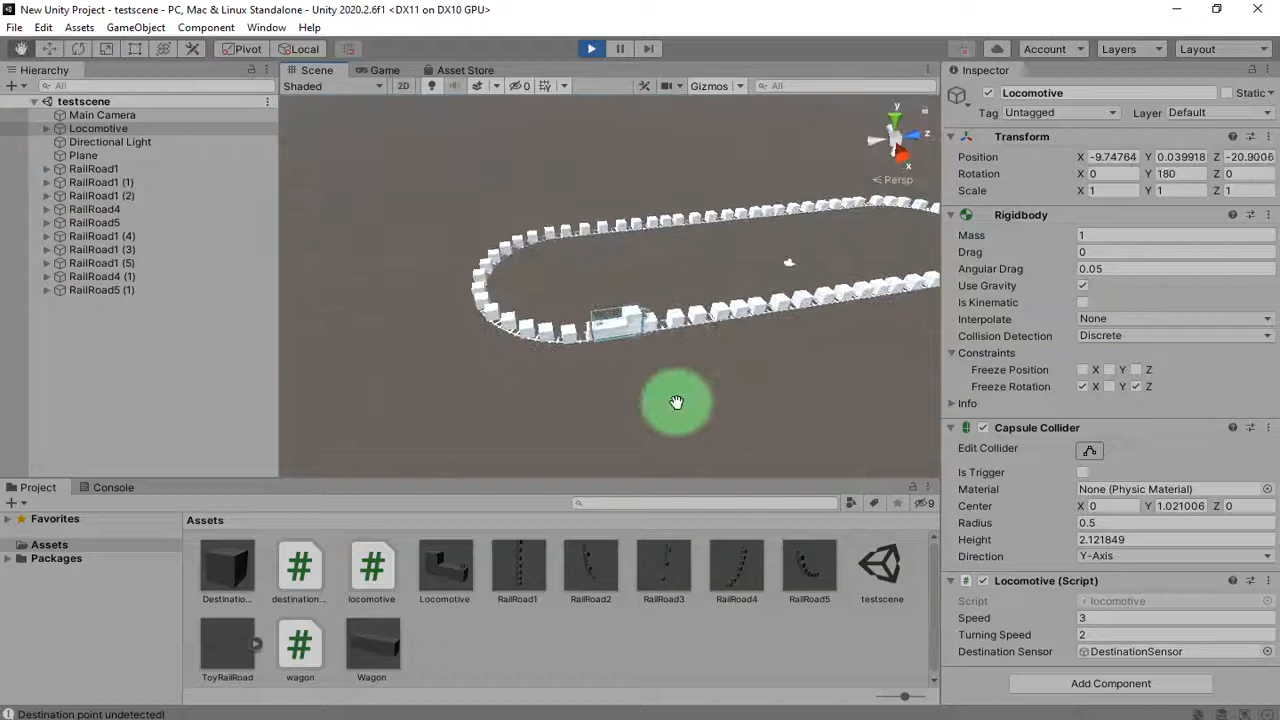 New Unity Project - testscene - PC, Mac & Linux Standalone - Unity 2020.2.6f1 <DX11 on DX10 GPU>
File Edit Assets GameObject Component Window Help
Pivot Local Account Layers Layout
Hierarchy
All
testscene
Main Camera
Locomotive
Directional Light
Plane
RailRoad1
RailRoad1 (1)
RailRoad1 (2)
RailRoad4
RailRoad5
RailRoad1 (4)
RailRoad1 (3)
RailRoad1 (5)
RailRoad4 (1)
RailRoad5 (1)
Scene Game Asset Store
Shaded 2D 0 Gizmos All
y
z
x
Persp
Inspector
Locomotive Static
Tag Untagged Layer Default
Transform
Position X -9.74764 Y 0.039918 Z -20.9006
Rotation X 0 Y 180 Z 0
Scale X 1 Y 1 Z 1
Rigidbody
Mass 1
Drag 0
Angular Drag 0.05
Use Gravity
Is Kinematic
Interpolate None
Collision Detection Discrete
Constraints
Freeze Position X Y Z
Freeze Rotation X Y Z
Info
Capsule Collider
Edit Collider
Is Trigger
Material None (Physic Material)
Center X 0 Y 1.021006 Z 0
Radius 0.5
Height 2.121849
Direction Y-Axis
# Locomotive (Script)
Script locomotive
Speed 3
Turning Speed 2
Destination Sensor DestinationSensor
Add Component
Project Console
9
Favorites
Assets
Packages
Assets
Destinatio... destination... locomotive Locomotive RailRoad1 RailRoad2 RailRoad3 RailRoad4 RailRoad5 testscene
ToyRailRoad wagon Wagon
Destination point undetected!